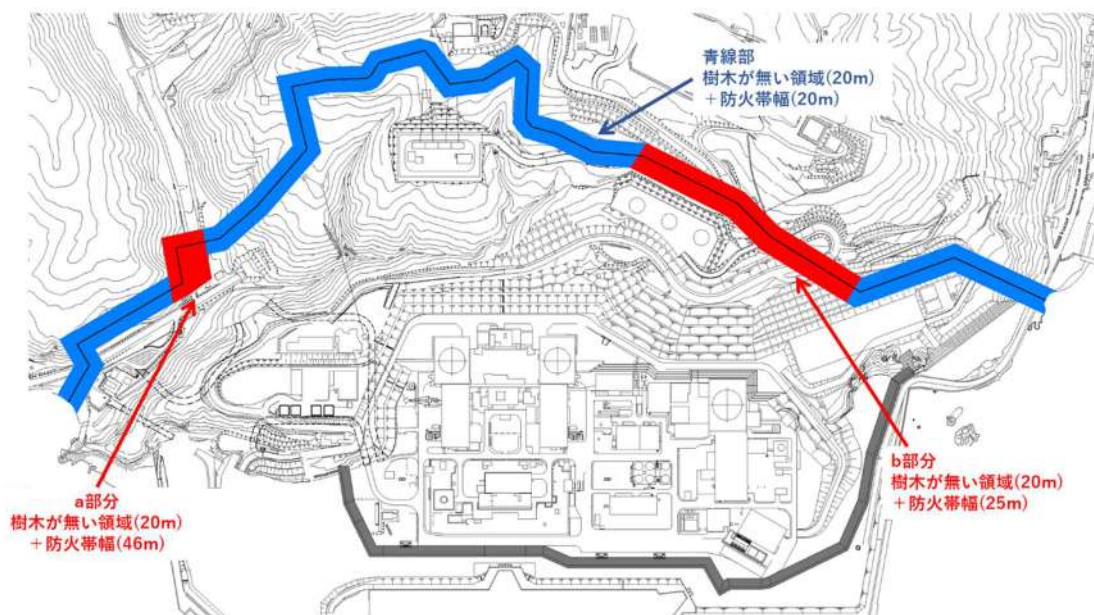 青線部
樹木が無い領域(20m)
＋防火帯幅(20m)
a部分
樹木が無い領域(20m)
＋防火帯幅(46m)
b部分
樹木が無い領域(20m)
＋防火帯幅(25m)